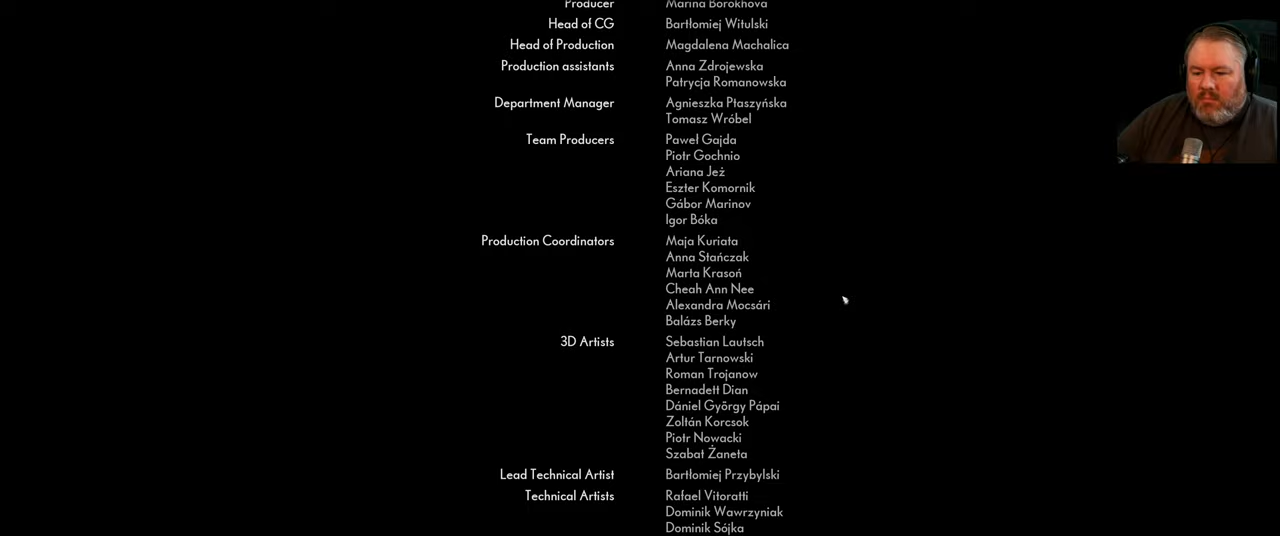 Producer Marina Borokhova
Head of CG Bartłomiej Witulski
Head of Production Magdalena Machalica
Production assistants Anna Zdrojewska
Patrycja Romanowska
Department Manager Agnieszka Ptaszyńska
Tomasz Wróbel
Team Producers Paweł Gajda
Piotr Gochnio
Ariana Jeż
Eszter Komornik
Gábor Marinov
Igor Bóka
Production Coordinators Maja Kuriata
Anna Stańczak
Marta Krasoń
Cheah Ann Nee
Alexandra Mocsári
Balázs Berky
3D Artists Sebastian Lautsch
Artur Tarnowski
Roman Trojanow
Bernadett Dian
Dániel György Pápai
Zoltán Korcsok
Piotr Nowacki
Szabat Żaneta
Lead Technical Artist Bartłomiej Przybylski
Technical Artists Rafael Vitoratti
Dominik Wawrzyniak
Dominik Sójka